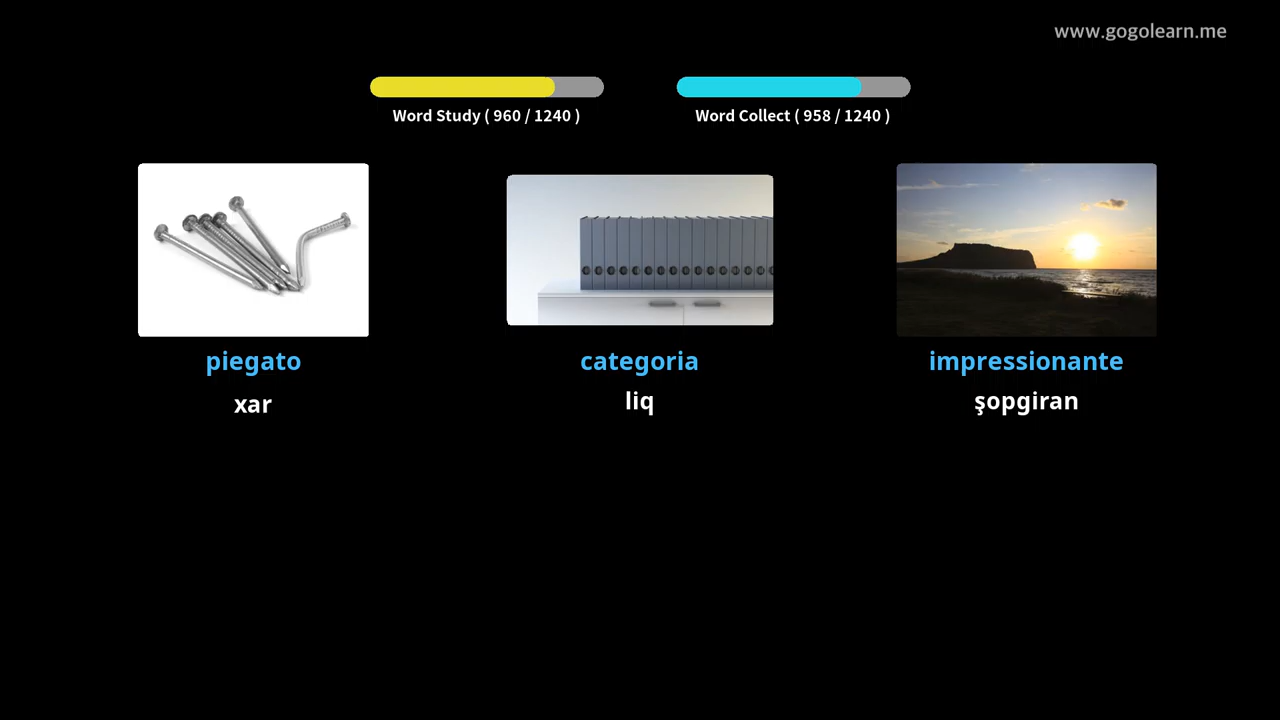 www.gogolearn.me
Word Study ( 960 / 1240 )
Word Collect ( 958 / 1240 )
piegato
categoria
impressionante
xar
liq
şopgiran